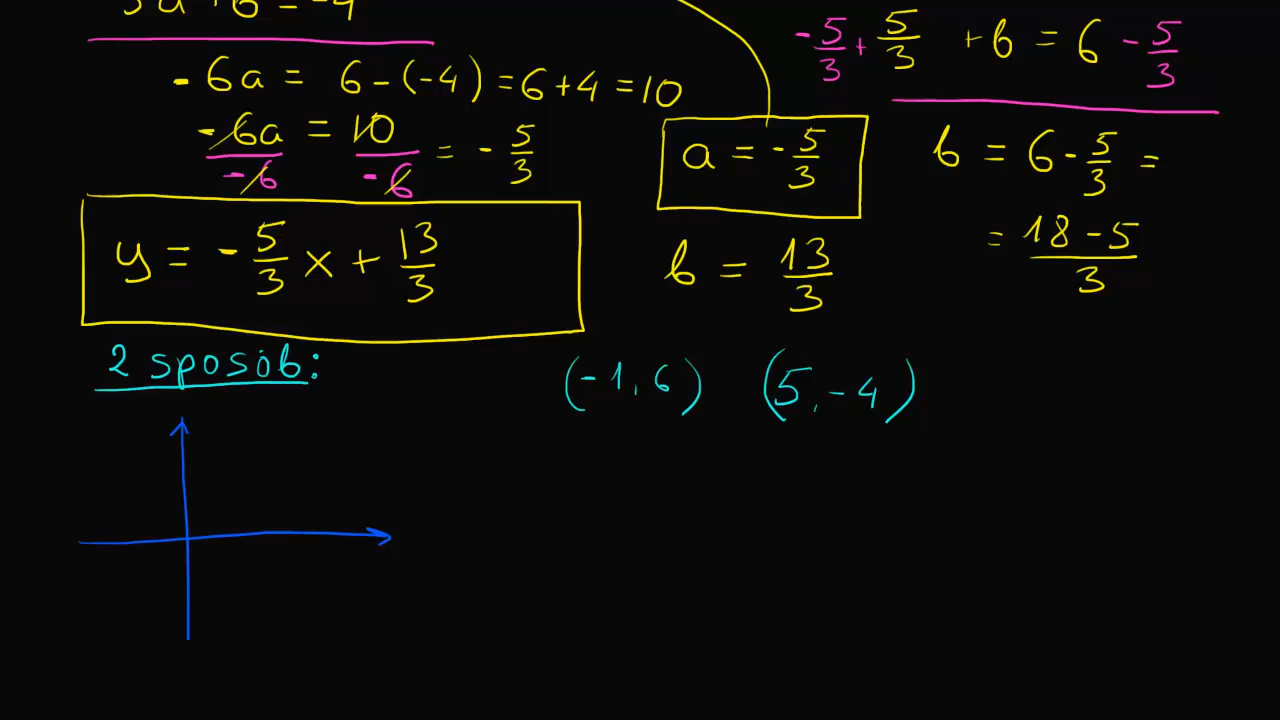 5a + b = -4
-6a = 6 - (-4) = 6 + 4 = 10
-6a/-6 = 10/-6 = -5/3
y = -5/3 x + 13/3
-5/3 + 5/3 + b = 6 - 5/3
a = -5/3
b = 6 - 5/3 =
= 18 - 5/3
b = 13/3
2 sposób:
(-1, 6) (5, -4)